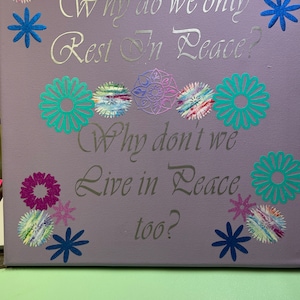 Why do we only
Rest In Peace?
Why don't we
Live in Peace
too?